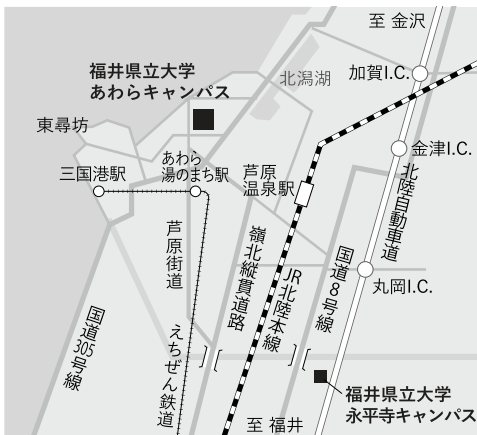 至 金沢
福井県立大学
あわらキャンパス
北潟湖
加賀I.C.
東尋坊
金津I.C.
三国港駅
あわら
湯のまち駅
芦原
温泉駅
北陸自動車道
芦原街道
嶺北縦貫道路
JR北陸本線
国道8号線
丸岡I.C.
国道305号線
えちぜん鉄道
福井県立大学
永平寺キャンパス
至 福井